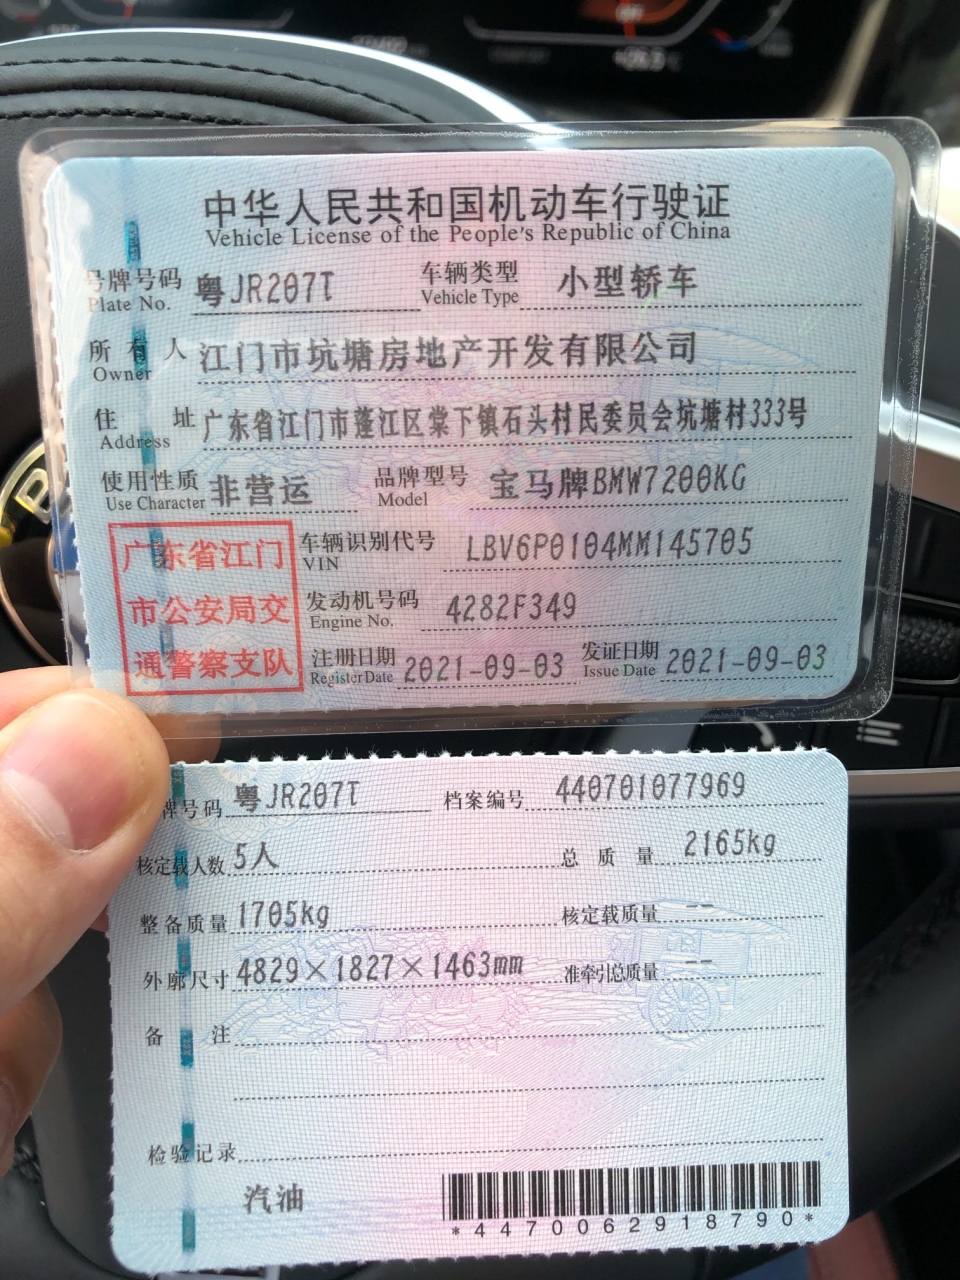 中华人民共和国机动车行驶证
Vehicle License of the People's Republic of China
号牌号码 粤JR207T 车辆类型 小型轿车
Plate No. Vehicle Type
所有人 江门市坑塘房地产开发有限公司
Owner
住址 广东省江门市蓬江区棠下镇石头村民委员会坑塘村333号
Address
使用性质 非营运 品牌型号 宝马牌BMW7200KG
Use Character Model
广东省江门
市公安局交
通警察支队
车辆识别代号 LBV6P0104MM145705
VIN
发动机号码 4282F349
Engine No.
注册日期 2021-09-03 发证日期 2021-09-03
Register Date Issue Date
牌号码 粤JR207T 档案编号 440701077969
核定载人数 5人 总质量 2165kg
整备质量 1705kg 核定载质量 --
外廓尺寸 4829×1827×1463mm 准牵引总质量 --
备注
检验记录
汽油
*4470062918790*